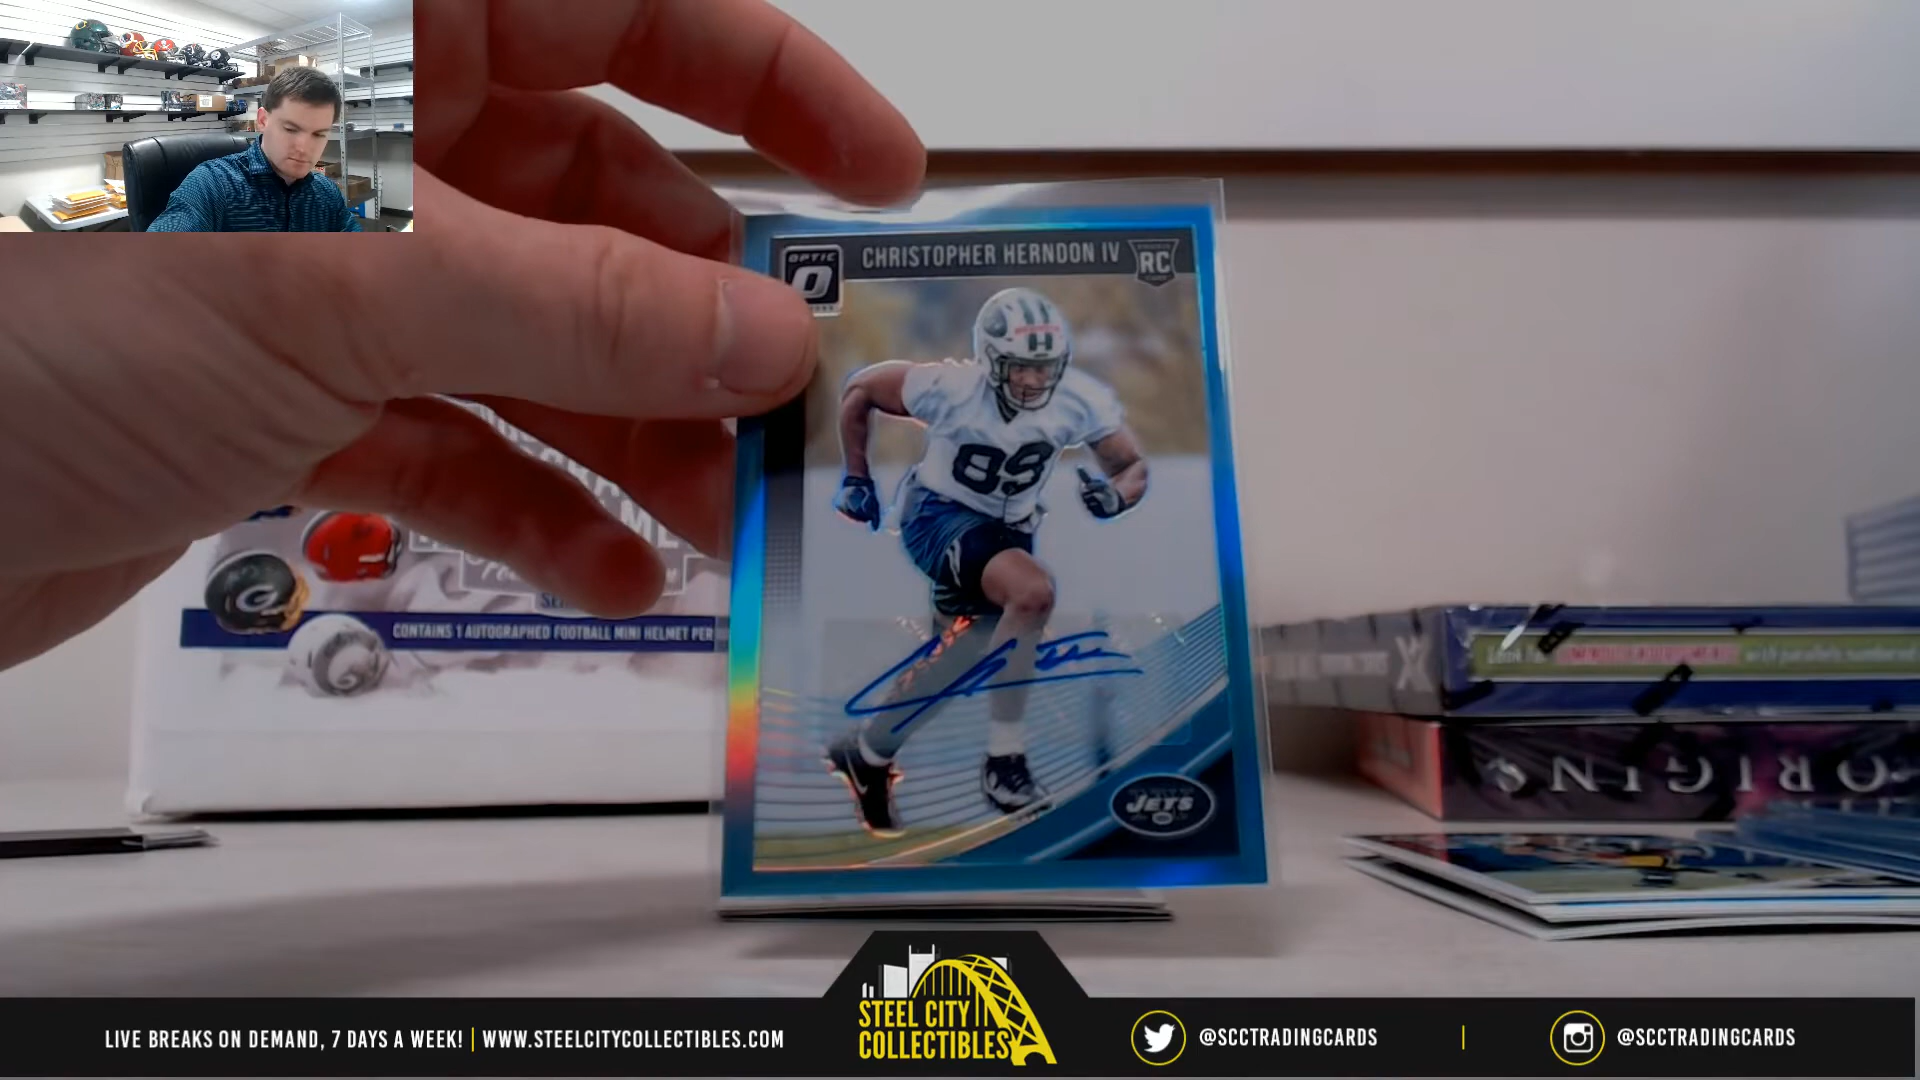 OPTIC
CHRISTOPHER HERNDON IV
RC
89
JETS
CONTAINS 1 AUTOGRAPHED FOOTBALL MINI HELMET PER
ORIGINS
STEEL CITY
COLLECTIBLES
LIVE BREAKS ON DEMAND, 7 DAYS A WEEK! | WWW.STEELCITYCOLLECTIBLES.COM
@SCCTRADINGCARDS
|
@SCCTRADINGCARDS